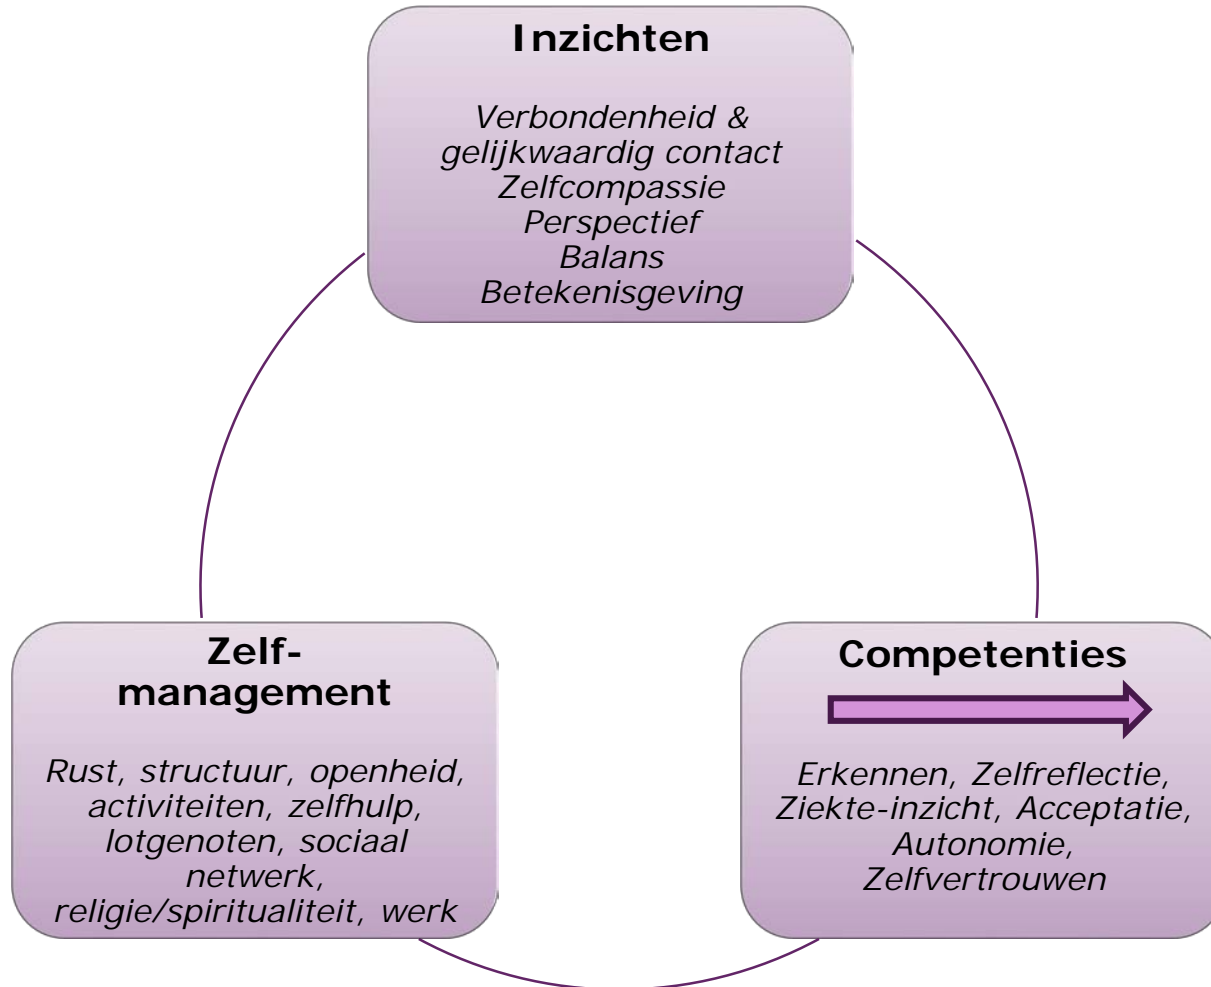 Inzichten
Verbondenheid &
gelijkwaardig contact
Zelfcompassie
Perspectief
Balans
Betekenisgeving
Zelf-
management
Rust, structuur, openheid,
activiteiten, zelfhulp,
lotgenoten, sociaal
netwerk,
religie/spiritualiteit, werk
Competenties
Erkennen, Zelfreflectie,
Ziekte-inzicht, Acceptatie,
Autonomie,
Zelfvertrouwen